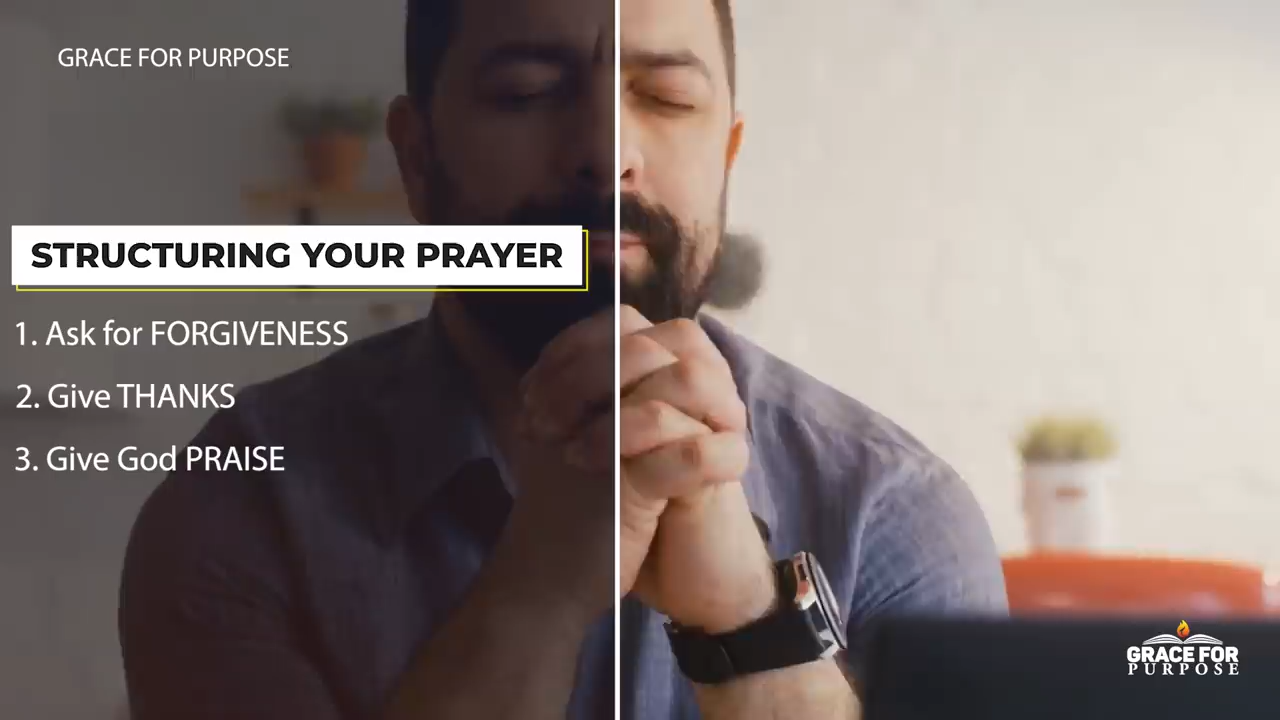 GRACE FOR PURPOSE
STRUCTURING YOUR PRAYER
1. Ask for FORGIVENESS
2. Give THANKS
3. Give God PRAISE
GRACE FOR
PURPOSE